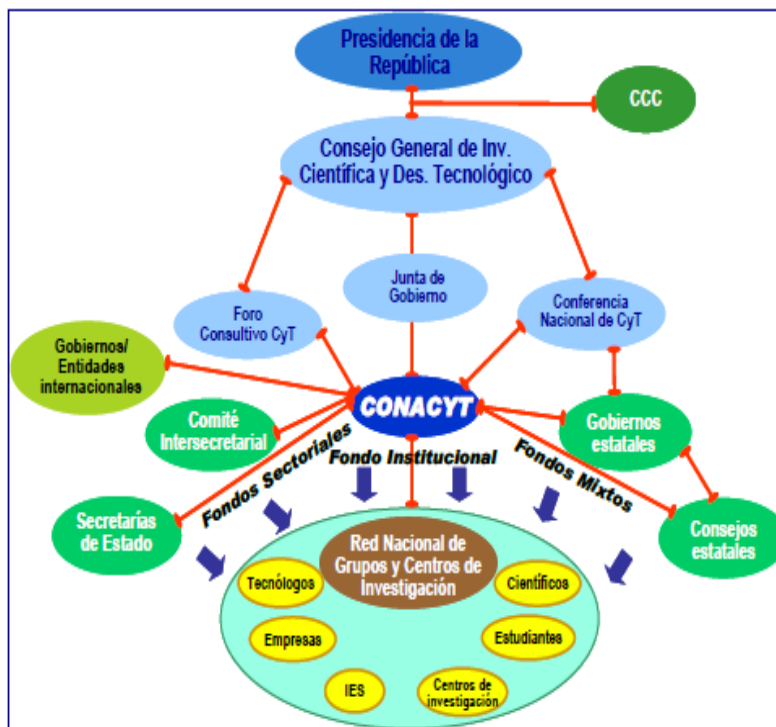 Presidencia de la
República
CCC
Consejo General de Inv.
Científica y Des. Tecnológico
Junta de
Gobierno
Foro
Consultivo CyT
Conferencia
Nacional de CyT
Gobiernos/
Entidades
internacionales
CONACYT
Comité
Intersecretarial
Gobiernos
estatales
Fondos Sectoriales
Fondo Institucional
Fondos Mixtos
Secretarías
de Estado
Consejos
estatales
Red Nacional de
Grupos y Centros de
Investigación
Tecnólogos
Científicos
Empresas
Estudiantes
IES
Centros de
investigación